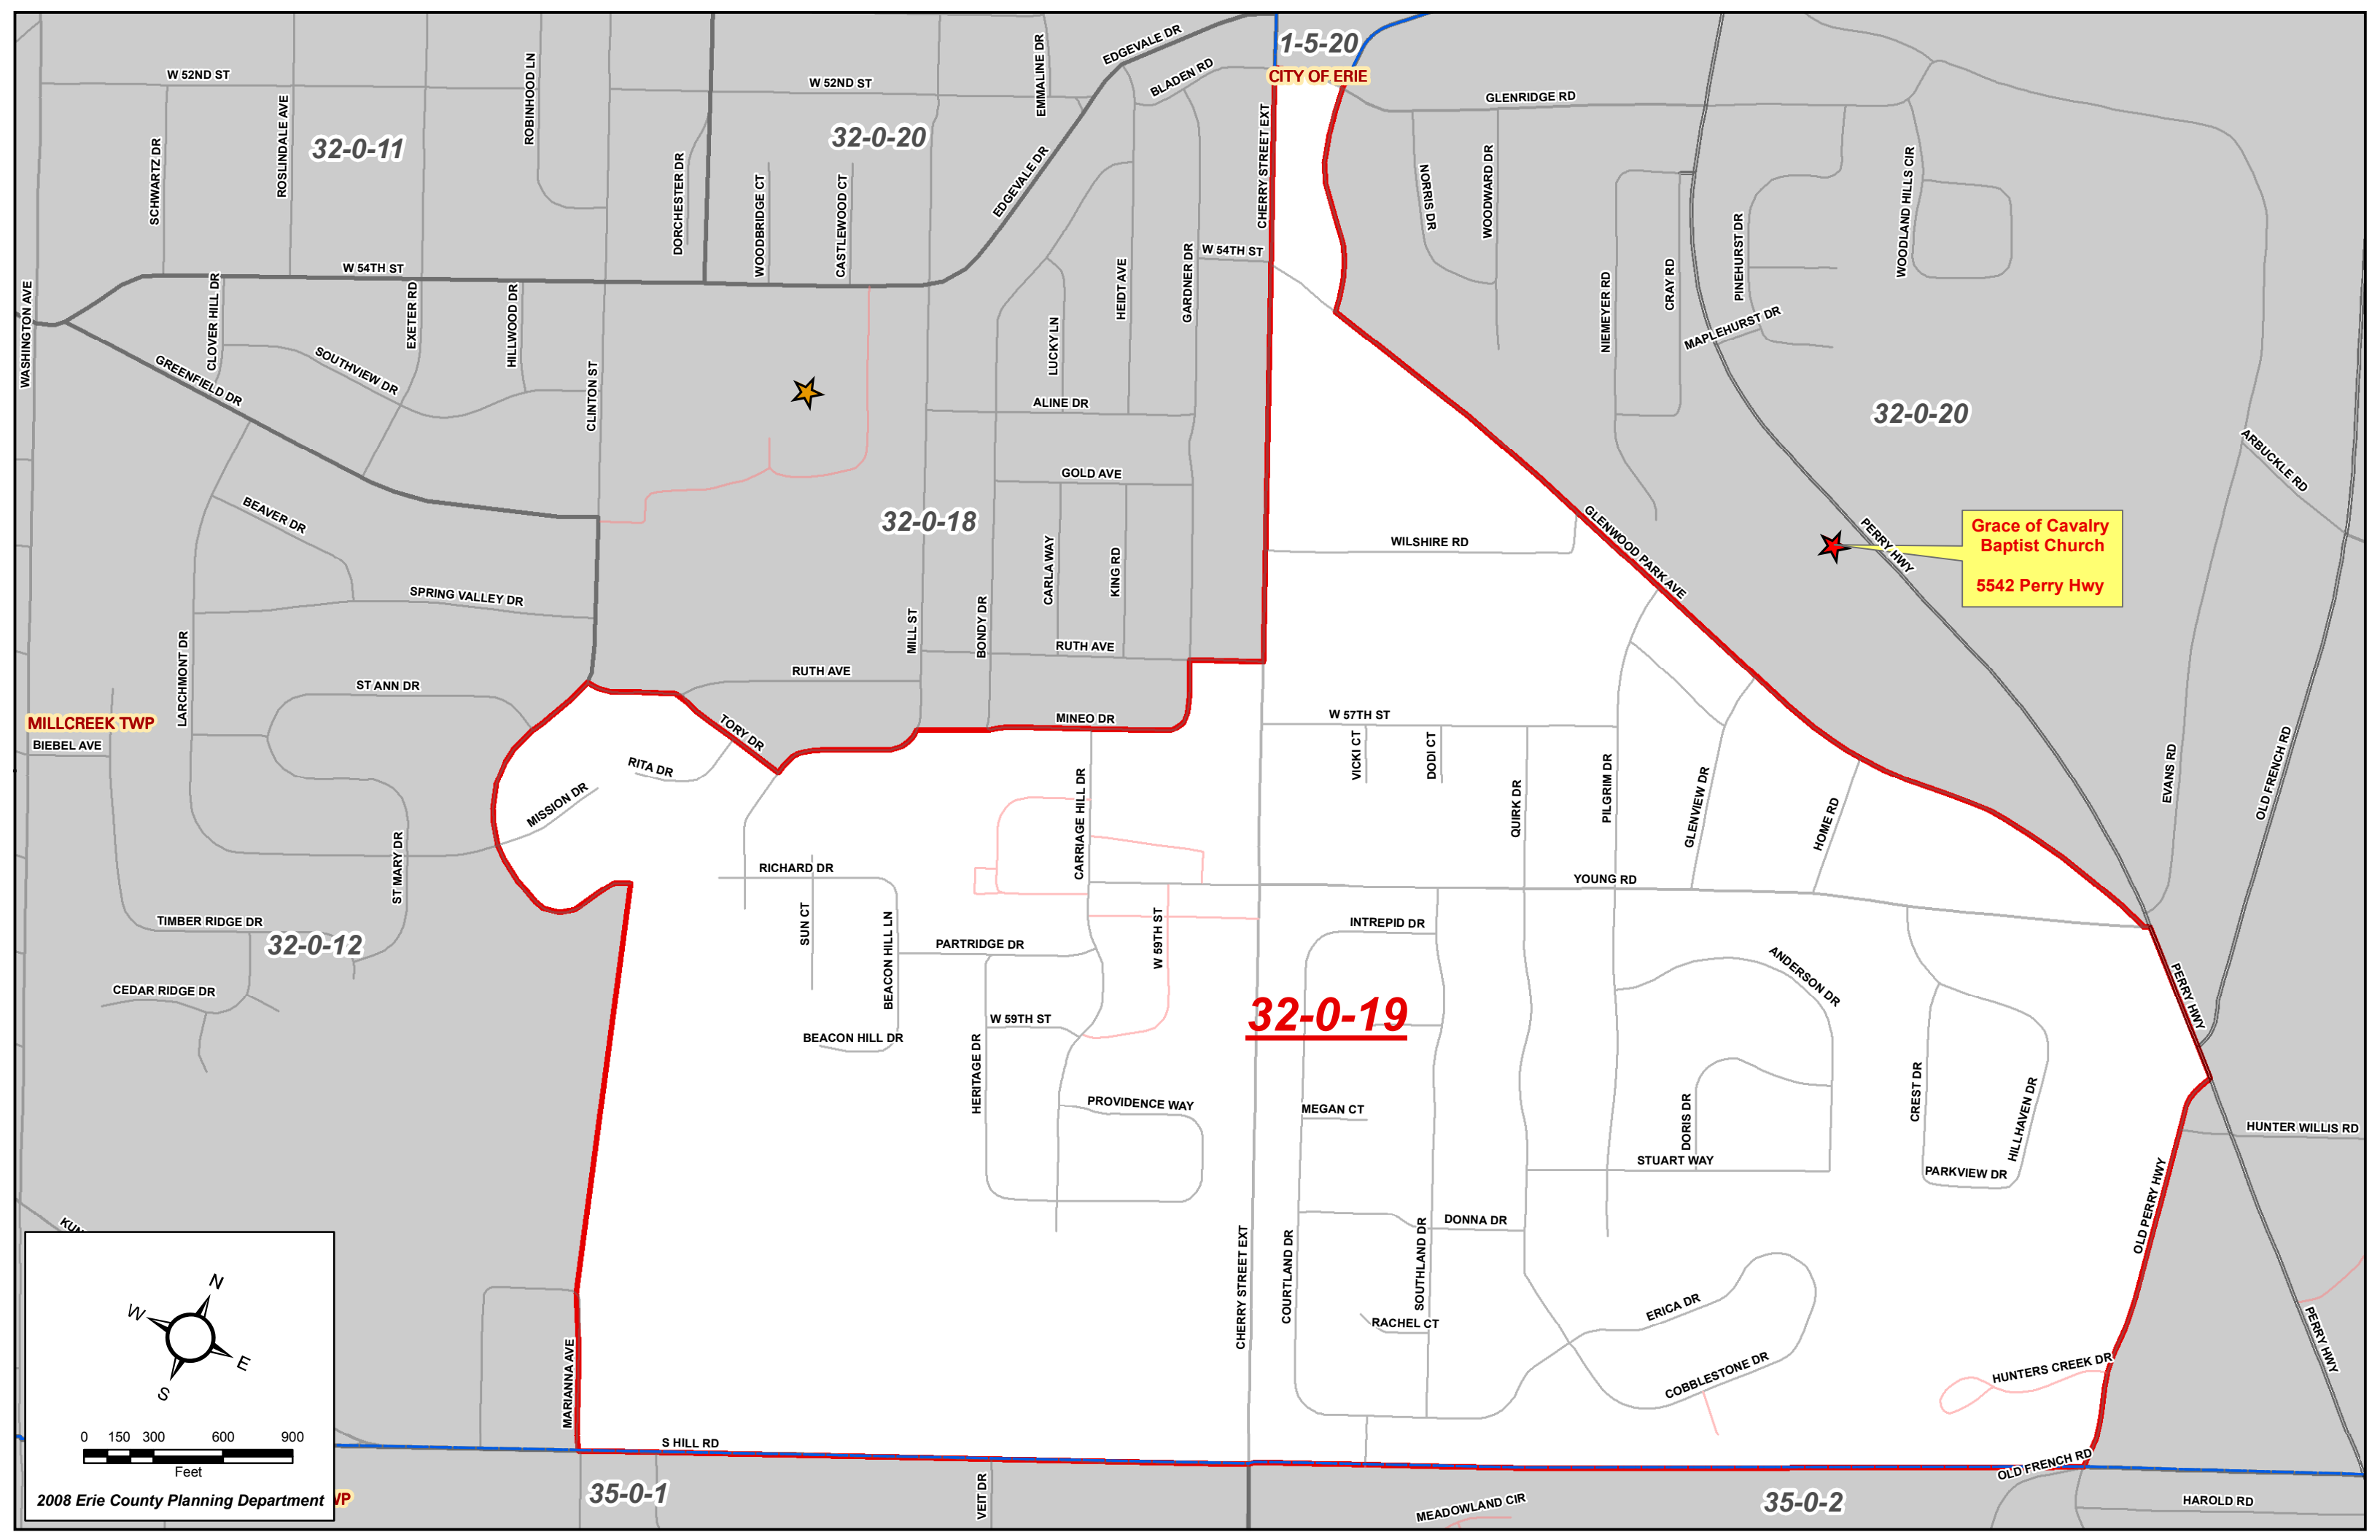 1-5-20
CITY OF ERIE
EDGEVALE DR
BLADEN RD
EMMALINE DR
W 52ND ST
W 52ND ST
ROBINHOOD LN
ROSLINDALE AVE
SCHWARTZ DR
32-0-11
32-0-20
GLENRIDGE RD
CHERRY STREET EXT
EDGEVALE DR
DORCHESTER DR
WOODBRIDGE CT
CASTLEWOOD CT
NORRIS DR
WOODWARD DR
WOODLAND HILLS CIR
PINEHURST DR
W 54TH ST
W 54TH ST
WASHINGTON AVE
CLOVER HILL DR
EXETER RD
HILLWOOD DR
HEIDT AVE
GARDNER DR
NIEMEYER RD
CRAY RD
MAPLEHURST DR
GREENFIELD DR
SOUTHVIEW DR
CLINTON ST
LUCKY LN
ALINE DR
32-0-20
ARBUCKLE RD
GOLD AVE
BEAVER DR
32-0-18
GLENWOOD PARK AVE
WILSHIRE RD
PERRY HWY
Grace of Cavalry
Baptist Church
5542 Perry Hwy
CARLA WAY
KING RD
SPRING VALLEY DR
MILL ST
BONDY DR
RUTH AVE
RUTH AVE
LARCHMONT DR
ST ANN DR
MILLCREEK TWP
BIEBEL AVE
TORY DR
MINEO DR
W 57TH ST
VICKI CT
DODI CT
RITA DR
MISSION DR
CARRIAGE HILL DR
QUIRK DR
PILGRIM DR
GLENVIEW DR
HOME RD
EVANS RD
OLD FRENCH RD
ST MARY DR
RICHARD DR
YOUNG RD
TIMBER RIDGE DR
32-0-12
SUN CT
BEACON HILL LN
PARTRIDGE DR
W 59TH ST
INTREPID DR
ANDERSON DR
PERRY HWY
CEDAR RIDGE DR
W 59TH ST
32-0-19
BEACON HILL DR
HERITAGE DR
PROVIDENCE WAY
MEGAN CT
DORIS DR
CREST DR
HILLHAVEN DR
HUNTER WILLIS RD
STUART WAY
PARKVIEW DR
OLD PERRY HWY
DONNA DR
CHERRY STREET EXT
COURTLAND DR
SOUTHLAND DR
RACHEL CT
ERICA DR
COBBLESTONE DR
HUNTERS CREEK DR
PERRY HWY
N
W
E
S
MARIANNA AVE
0 150 300 600 900
Feet
2008 Erie County Planning Department
S HILL RD
OLD FRENCH RD
35-0-1
VEIT DR
MEADOWLAND CIR
35-0-2
HAROLD RD